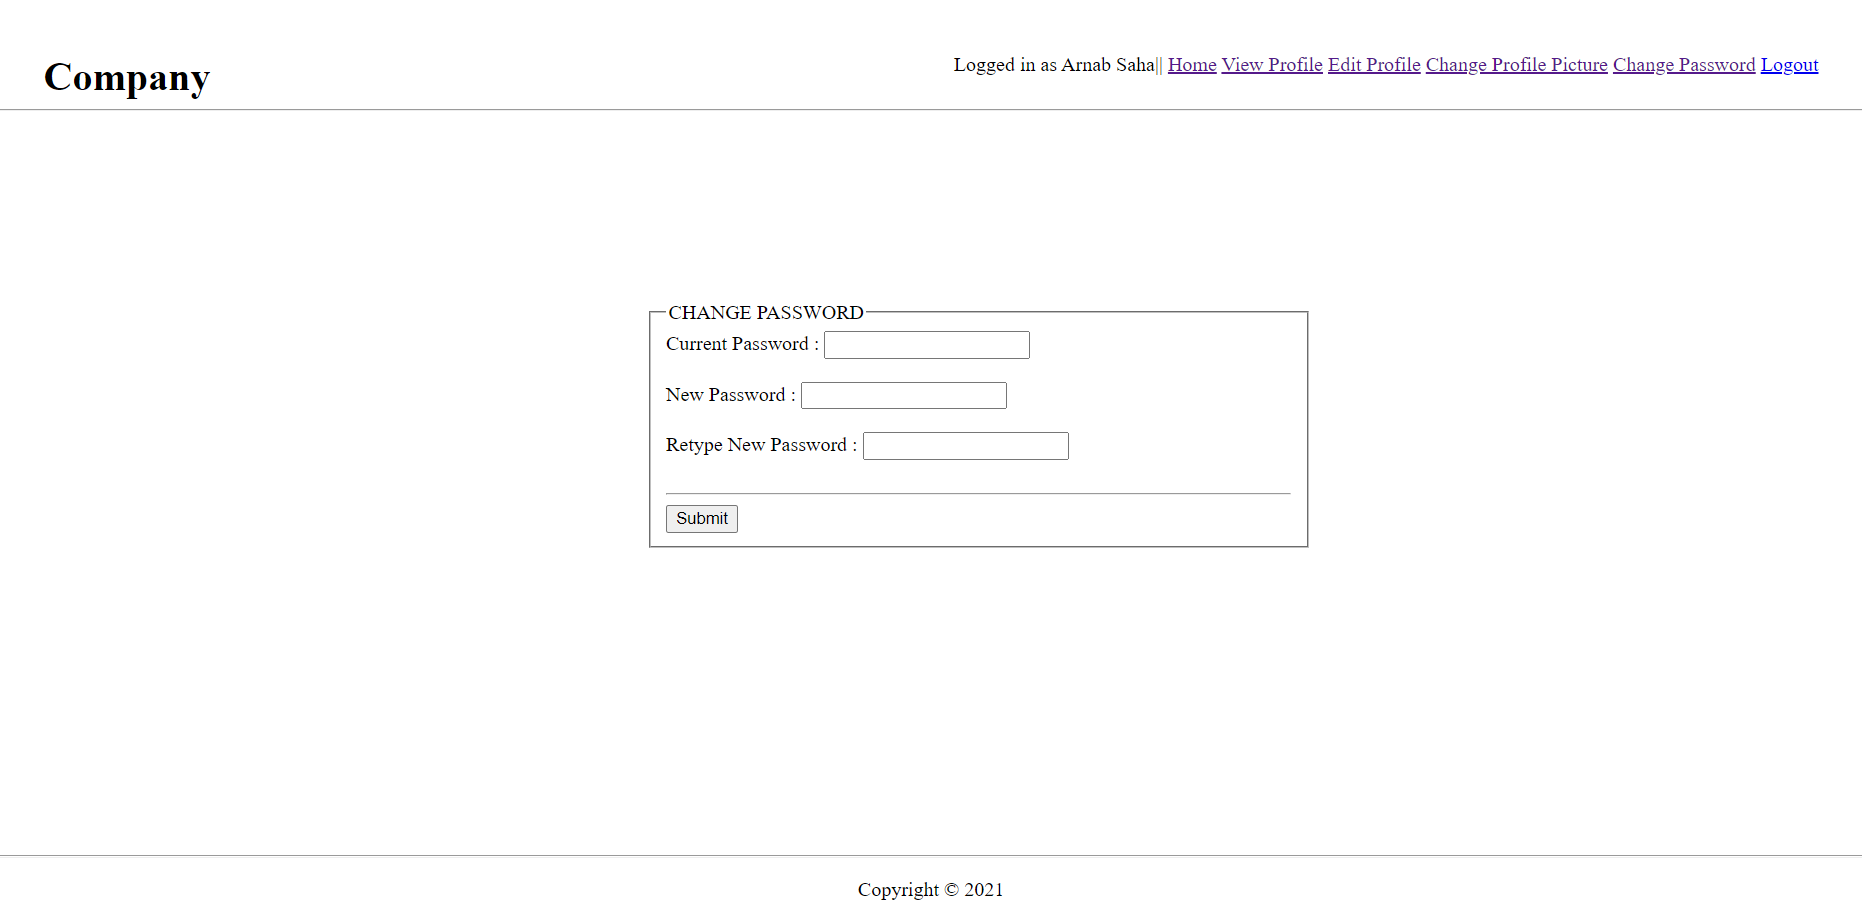 Company
Logged in as Arnab Saha|| Home View Profile Edit Profile Change Profile Picture Change Password Logout
CHANGE PASSWORD
Current Password :
New Password :
Retype New Password :
Submit
Copyright © 2021